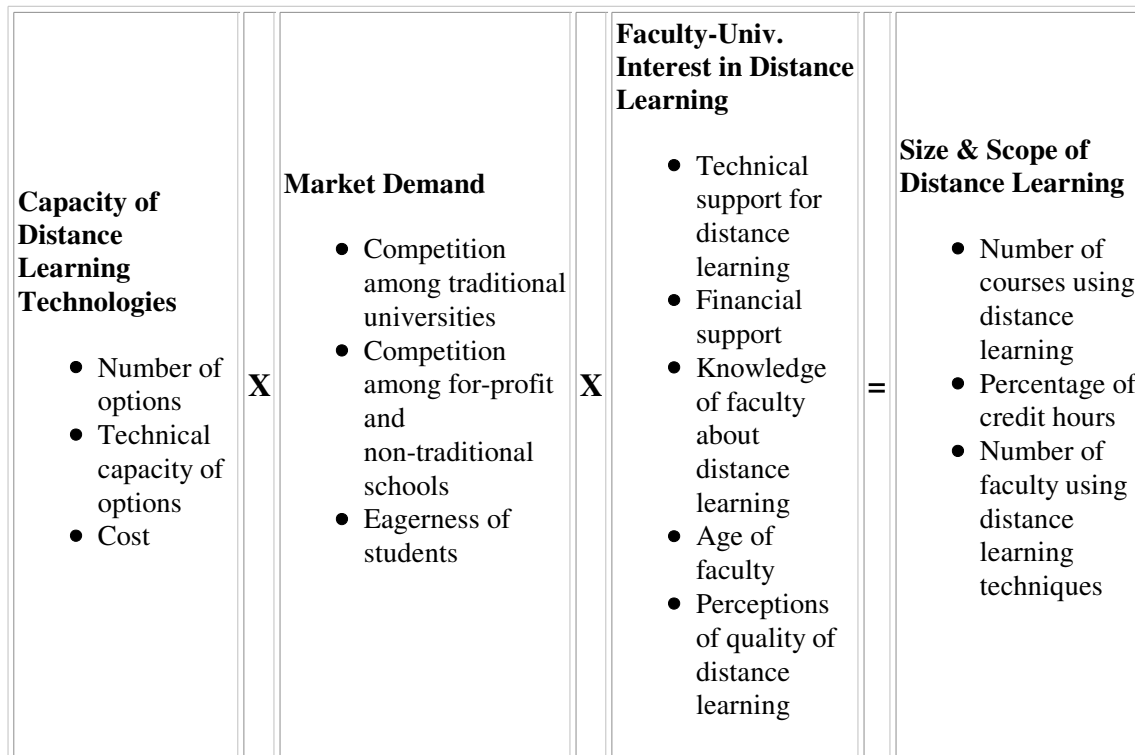 Capacity of
Distance
Learning
Technologies
● Number of
options
● Technical
capacity of
options
● Cost
X
Market Demand
● Competition
among traditional
universities
● Competition
among for-profit
and
non-traditional
schools
● Eagerness of
students
X
Faculty-Univ.
Interest in Distance
Learning
● Technical
support for
distance
learning
● Financial
support
● Knowledge
of faculty
about
distance
learning
● Age of
faculty
● Perceptions
of quality of
distance
learning
=
Size & Scope of
Distance Learning
● Number of
courses using
distance
learning
● Percentage of
credit hours
● Number of
faculty using
distance
learning
techniques